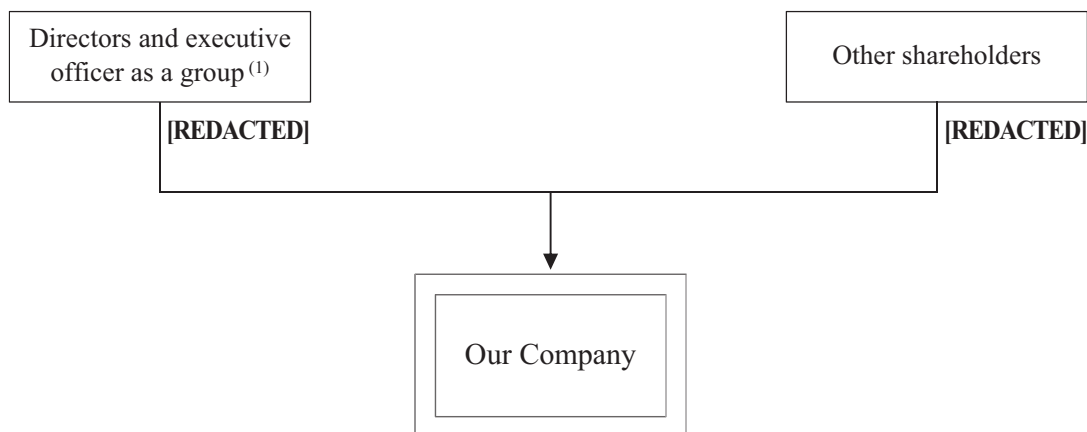 Directors and executive
officer as a group (1)
Other shareholders
[REDACTED]
[REDACTED]
Our Company